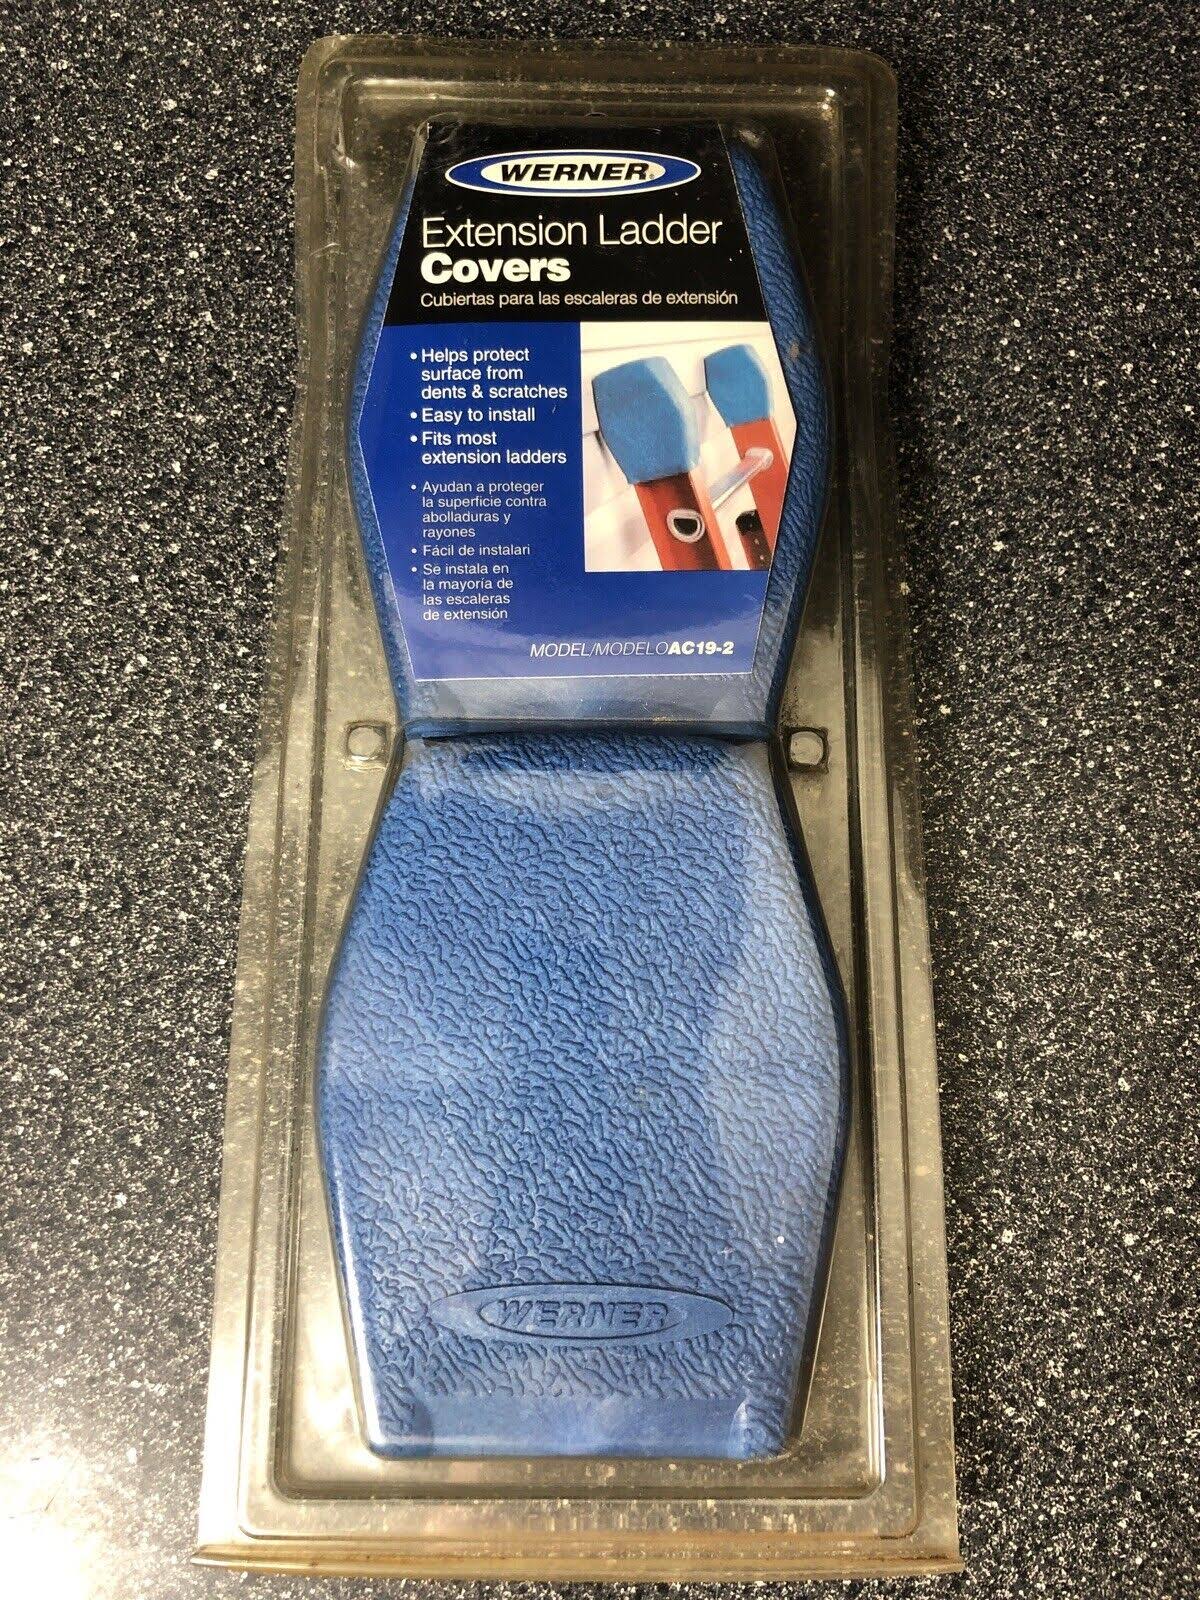 WERNER®
Extension Ladder
Covers
Cubiertas para las escaleras de extensión
• Helps protect
surface from
dents & scratches
• Easy to install
• Fits most
extension ladders
• Ayudan a proteger
la superficie contra
abolladuras y
rayones
• Fácil de instalari
• Se instala en
la mayoría de
las escaleras
de extensión
MODEL/MODELOAC19-2
WERNER